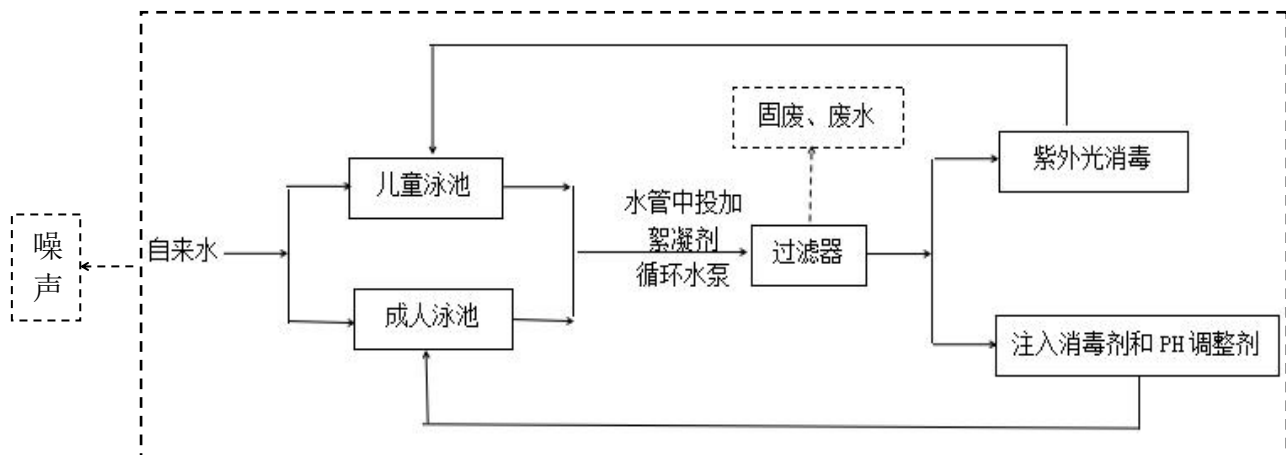 固废、废水
紫外光消毒
儿童泳池
水管中投加
絮凝剂
循环水泵
过滤器
噪
声
自来水
成人泳池
注入消毒剂和 PH 调整剂